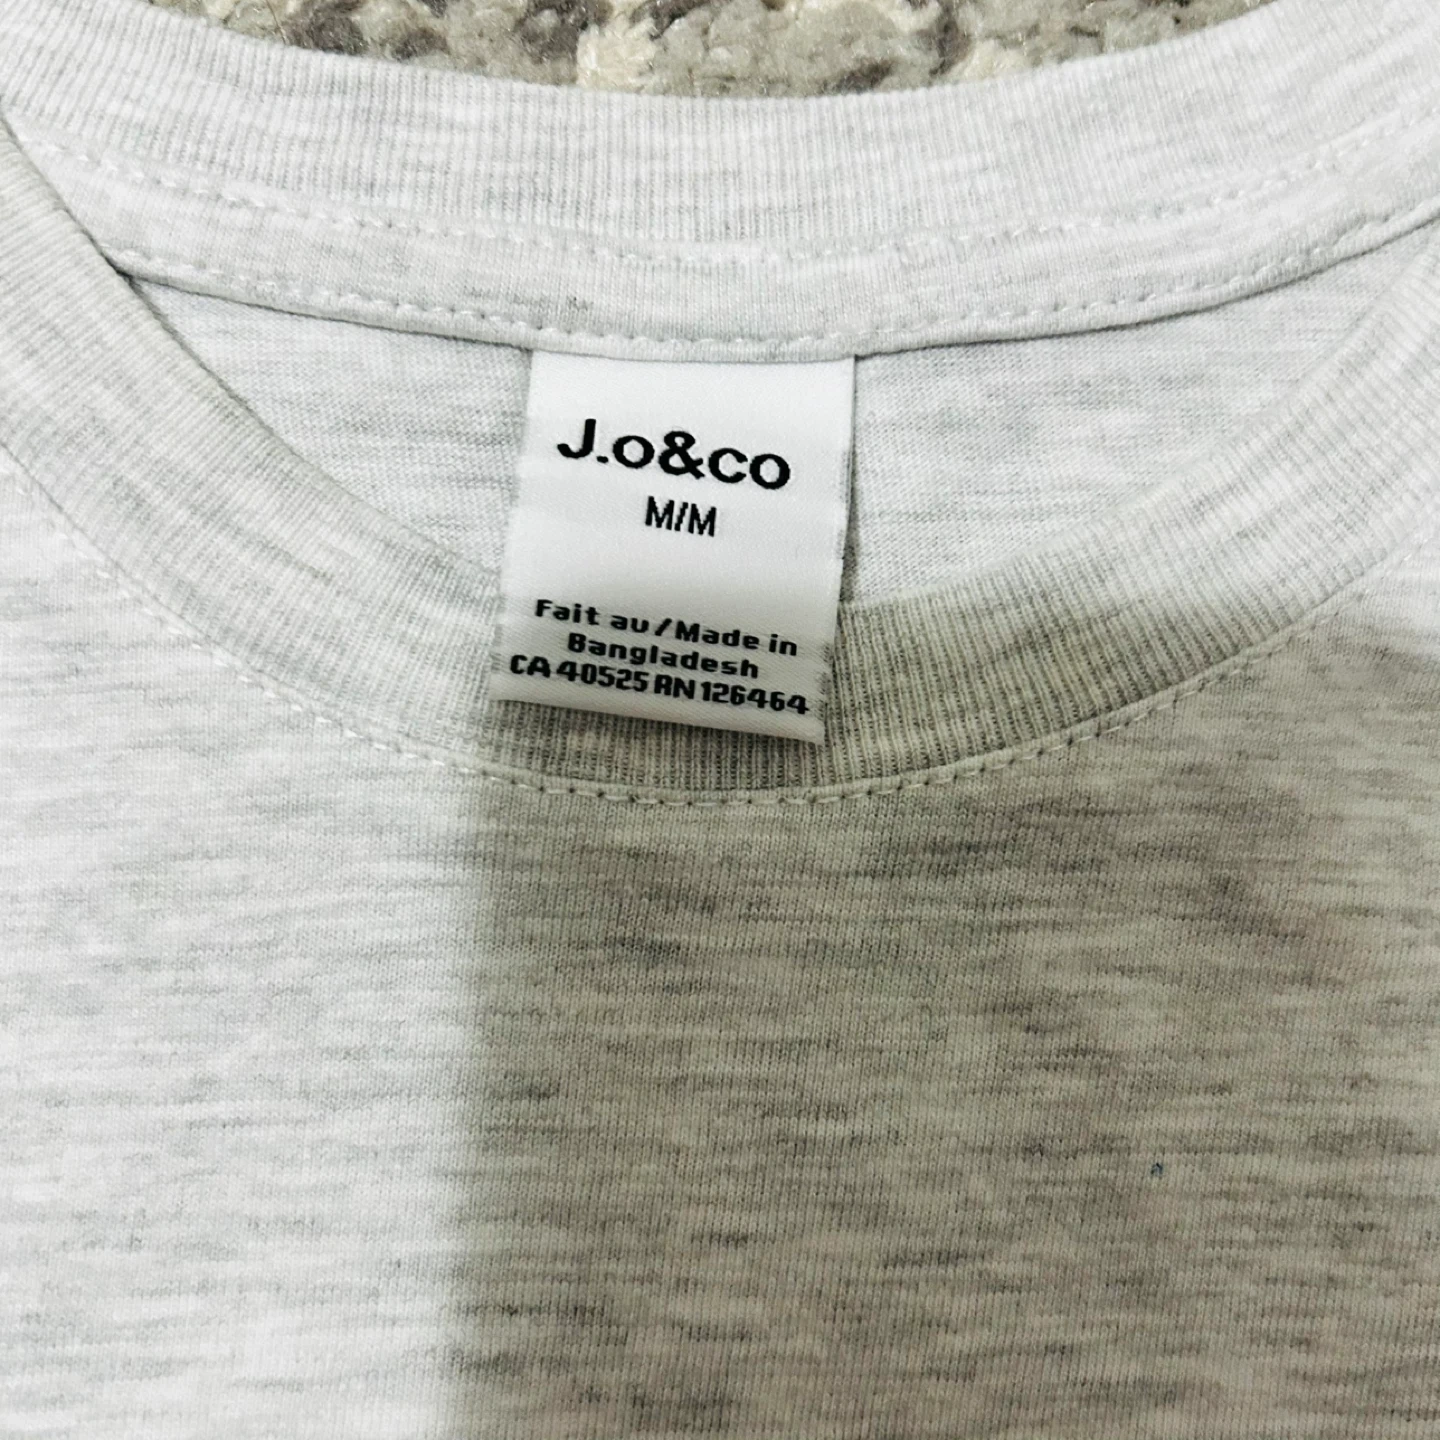 J.o&co
M/M
Fait au/Made in
Bangladesh
CA 40525 RN 126464